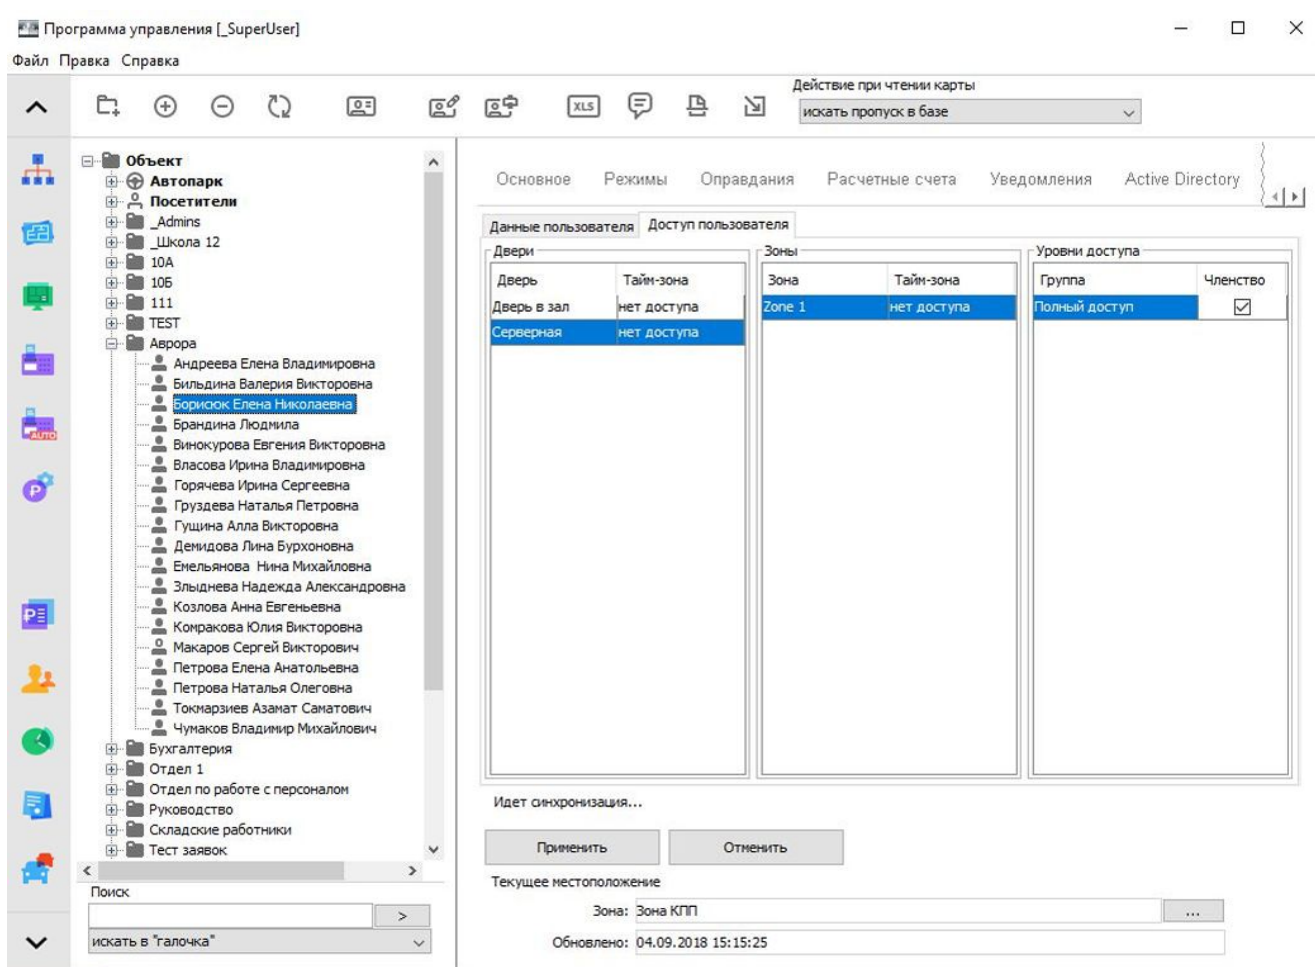 Программа управления [_SuperUser]
Файл Правка Справка
Действие при чтении карты
XLS
искать пропуск в базе
Объект
Автопарк
Посетители
_Admins
_Школа 12
10А
10Б
111
TEST
Аврора
Андреева Елена Владимировна
Бильдина Валерия Викторовна
Борисюк Елена Николаевна
Брандина Людмила
Винокурова Евгения Викторовна
Власова Ирина Владимировна
Горячева Ирина Сергеевна
Груздева Наталья Петровна
Гущина Алла Викторовна
Демидова Лина Бурхоновна
Емельянова Нина Михайловна
Злыднева Надежда Александровна
Козлова Анна Евгеньевна
Комракова Юлия Викторовна
Макаров Сергей Викторович
Петрова Елена Анатольевна
Петрова Наталья Олеговна
Токмарзиев Азамат Саматович
Чумаков Владимир Михайлович
Бухгалтерия
Отдел 1
Отдел по работе с персоналом
Руководство
Складские работники
Тест заявок
AUTO
Поиск
>
искать в "галочка"
Основное Режимы Оправдания Расчетные счета Уведомления Active Directory
Данные пользователя Доступ пользователя
Двери Зоны Уровни доступа
Дверь Тайм-зона Зона Тайм-зона Группа Членство
Дверь в зал нет доступа Zone 1 нет доступа Полный доступ
Серверная нет доступа
Идет синхронизация...
Применить Отменить
Текущее местоположение
Зона: Зона КПП ...
Обновлено: 04.09.2018 15:15:25